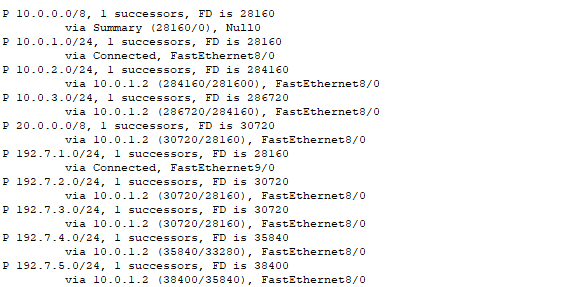 P 10.0.0.0/8, 1 successors, FD is 28160
via Summary (28160/0), Null0
P 10.0.1.0/24, 1 successors, FD is 28160
via Connected, FastEthernet8/0
P 10.0.2.0/24, 1 successors, FD is 284160
via 10.0.1.2 (284160/281600), FastEthernet8/0
P 10.0.3.0/24, 1 successors, FD is 286720
via 10.0.1.2 (286720/284160), FastEthernet8/0
P 20.0.0.0/8, 1 successors, FD is 30720
via 10.0.1.2 (30720/28160), FastEthernet8/0
P 192.7.1.0/24, 1 successors, FD is 28160
via Connected, FastEthernet9/0
P 192.7.2.0/24, 1 successors, FD is 30720
via 10.0.1.2 (30720/28160), FastEthernet8/0
P 192.7.3.0/24, 1 successors, FD is 30720
via 10.0.1.2 (30720/28160), FastEthernet8/0
P 192.7.4.0/24, 1 successors, FD is 35840
via 10.0.1.2 (35840/33280), FastEthernet8/0
P 192.7.5.0/24, 1 successors, FD is 38400
via 10.0.1.2 (38400/35840), FastEthernet8/0